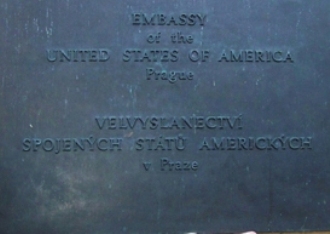 EMBASSY
of the
UNITED STATES OF AMERICA
Prague
VELVYSLANECTVÍ
SPOJENÝCH STÁTŮ AMERICKÝCH
v Praze